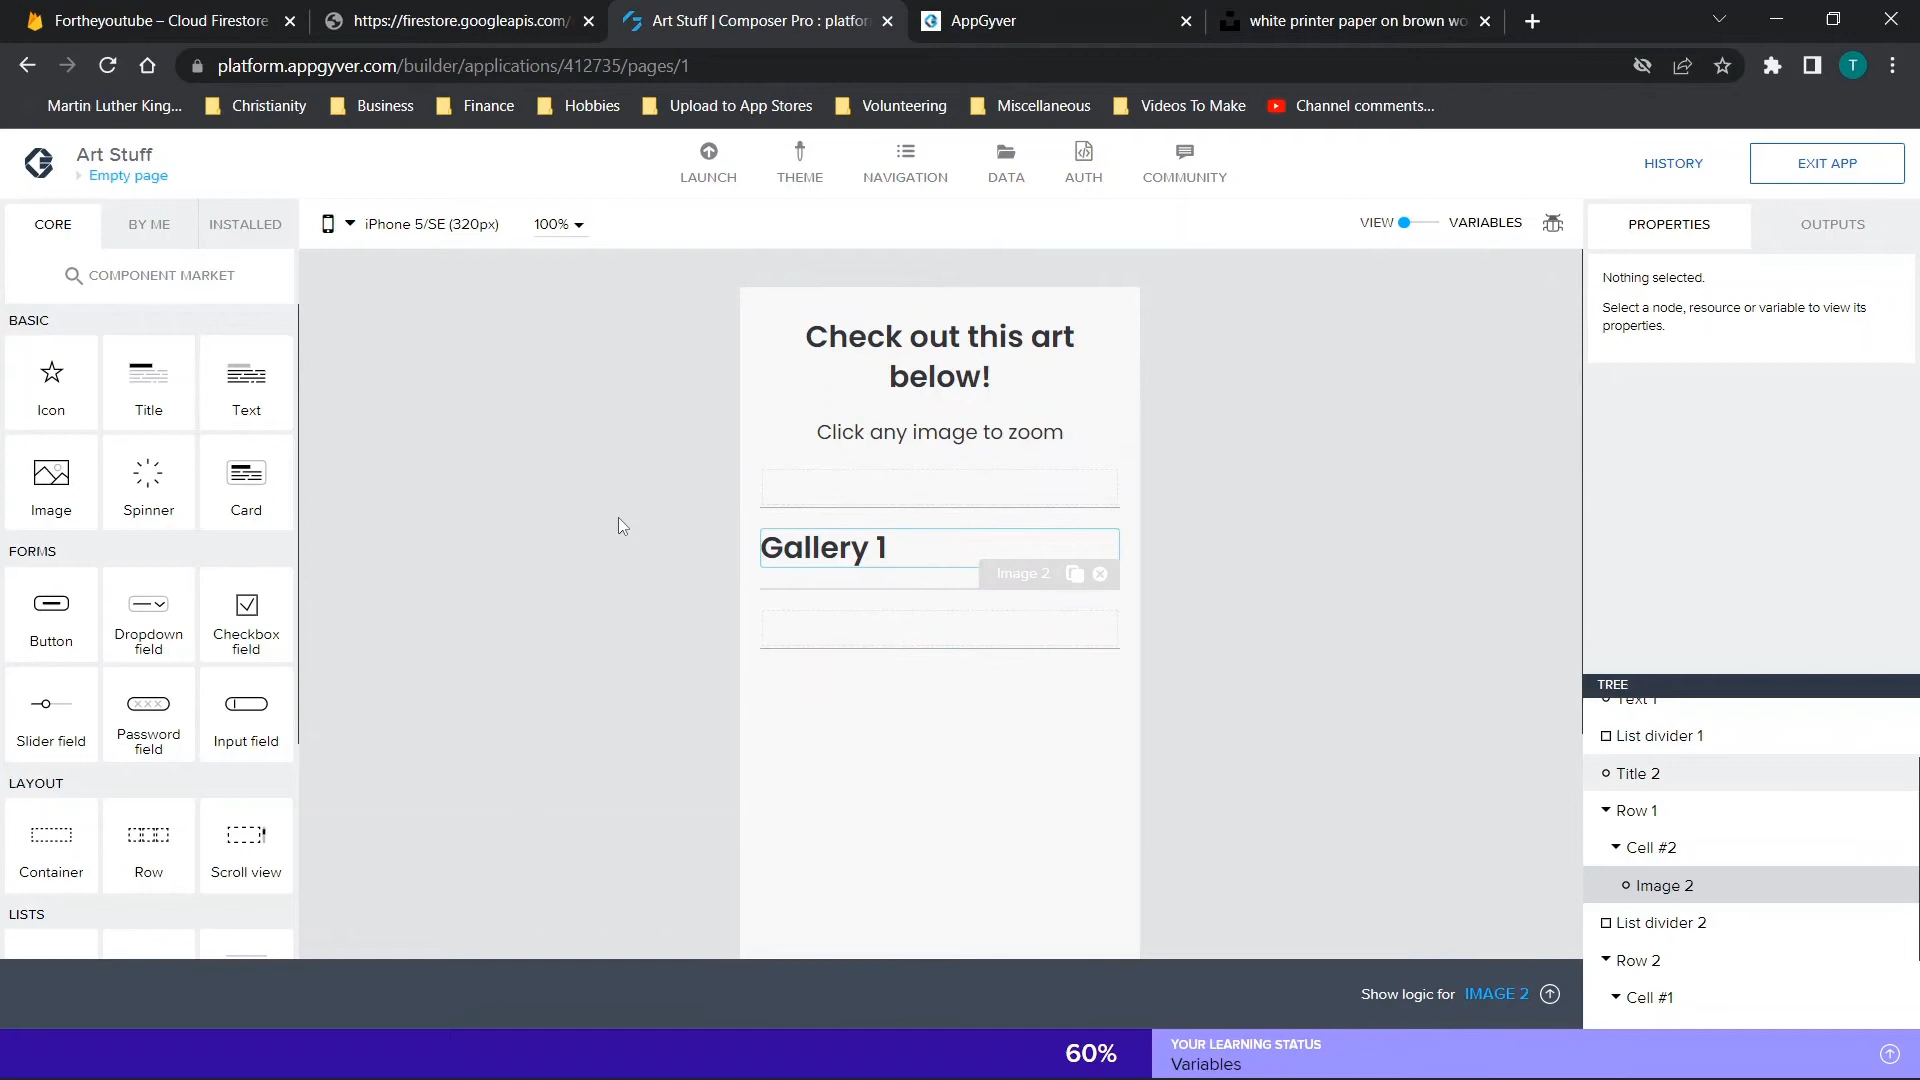 Fortheyoutube – Cloud Firestore
https://firestore.googleapis.com/
Art Stuff | Composer Pro : platfor
AppGyver
white printer paper on brown wo
platform.appgyver.com/builder/applications/412735/pages/1
T
Martin Luther King...
Christianity
Business
Finance
Hobbies
Upload to App Stores
Volunteering
Miscellaneous
Videos To Make
Channel comments...
Art Stuff
Empty page
LAUNCH
THEME
NAVIGATION
DATA
AUTH
COMMUNITY
HISTORY
EXIT APP
CORE
BY ME
INSTALLED
iPhone 5/SE (320px)
100%
VIEW
VARIABLES
PROPERTIES
OUTPUTS
COMPONENT MARKET
BASIC
Icon
Title
Text
Image
Spinner
Card
FORMS
Button
Dropdown
field
Checkbox
field
Slider field
Password
field
Input field
LAYOUT
Container
Row
Scroll view
LISTS
Check out this art
below!
Click any image to zoom
Gallery 1
Image 2
Nothing selected.
Select a node, resource or variable to view its
properties.
TREE
Text 1
List divider 1
Title 2
Row 1
Cell #2
Image 2
List divider 2
Row 2
Cell #1
Show logic for IMAGE 2
60%
YOUR LEARNING STATUS
Variables